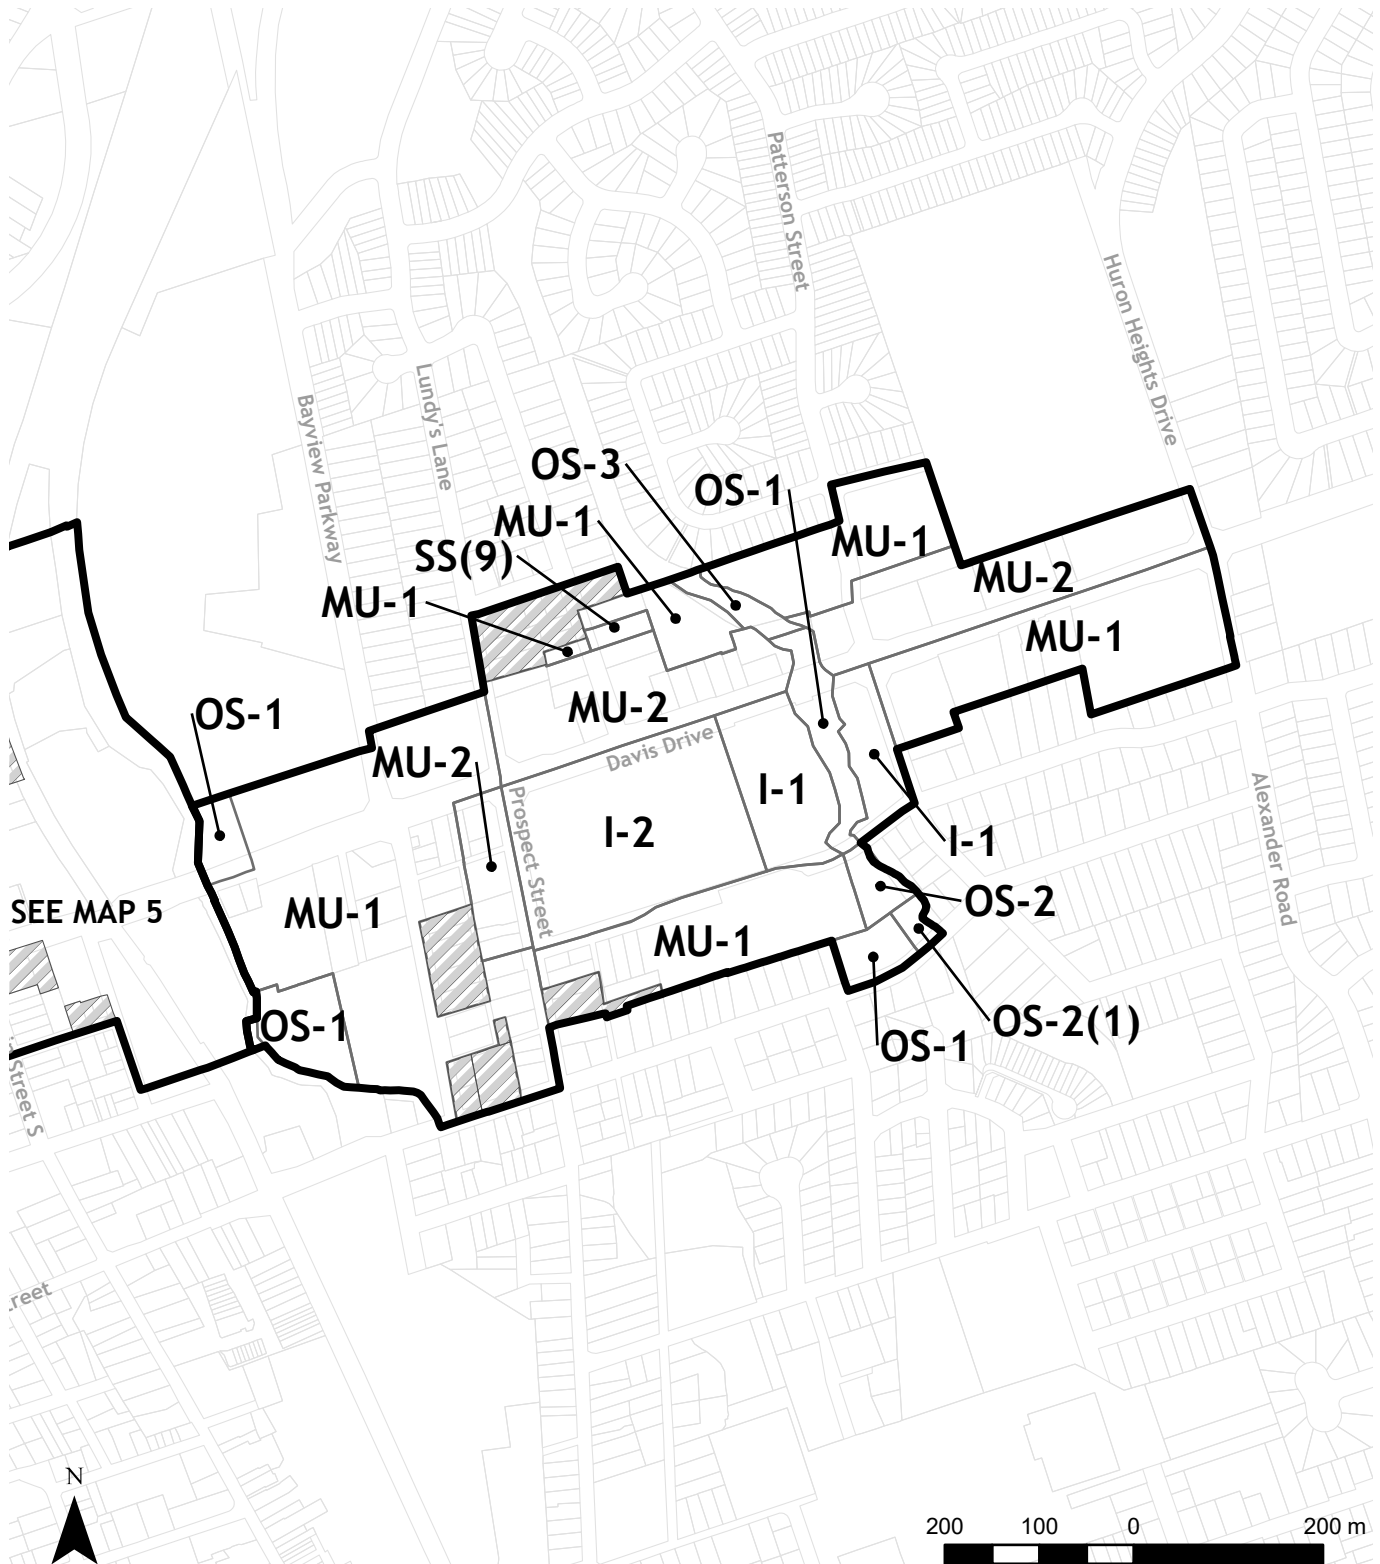 Patterson Street
Huron Heights Drive
Lundy's Lane
Bayview Parkway
OS-3
OS-1
MU-1
MU-1
SS(9)
MU-2
MU-1
MU-1
OS-1
MU-2
Davis Drive
MU-2
I-1
Prospect Street
I-2
Alexander Road
I-1
OS-2
SEE MAP 5
MU-1
MU-1
OS-2(1)
OS-1
OS-1
Street S
N
200 100 0 200 m